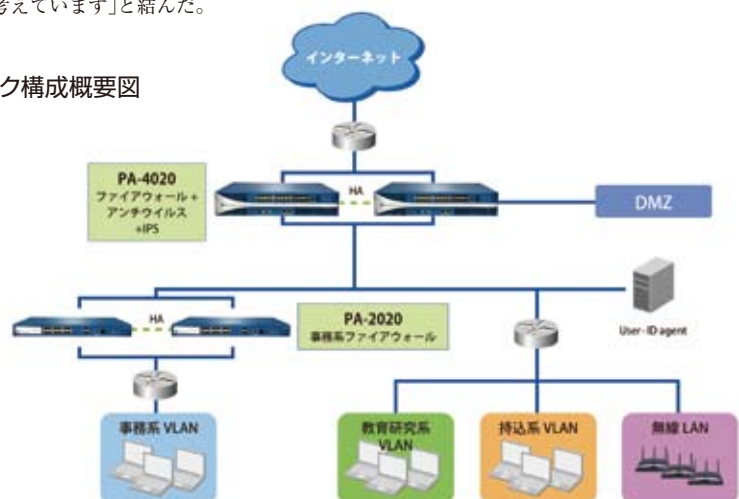 考えています」と結んだ。
ク構成概要図
インターネット
PA-4020
ファイアウォール +
アンチウイルス
+IPS
HA
DMZ
HA
PA-2020
事務系ファイアウォール
User-ID agent
事務系 VLAN
教育研究系
VLAN
持込系 VLAN
無線 LAN